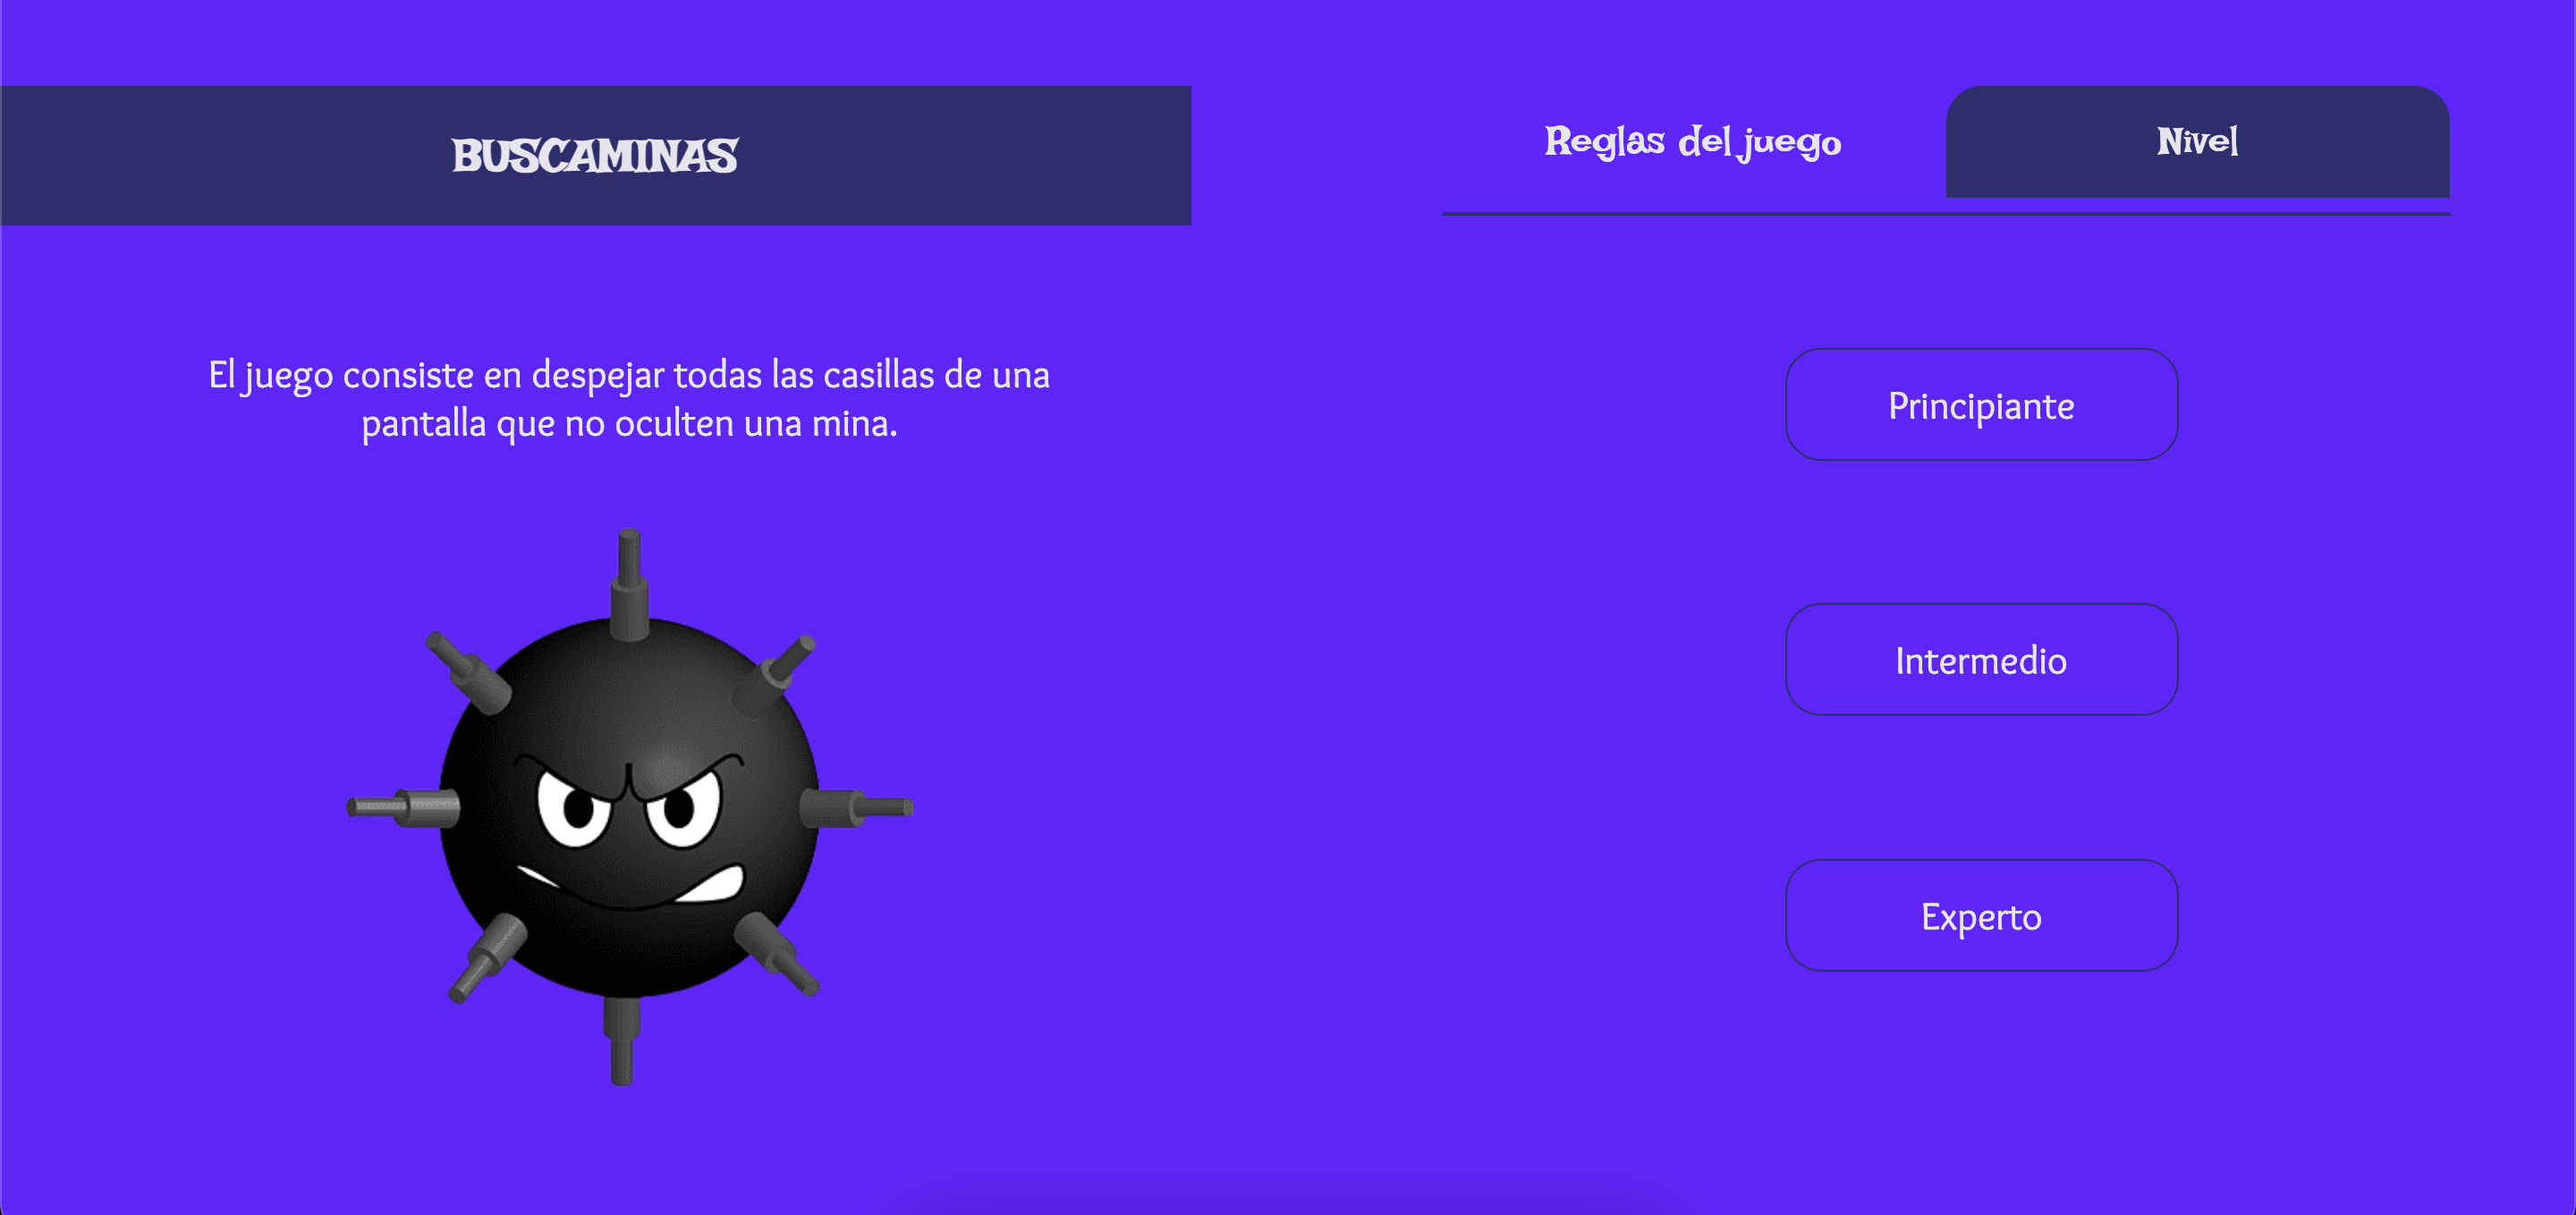 BUSCAMINAS
El juego consiste en despejar todas las casillas de una
pantalla que no oculten una mina.
Reglas del juego
Nivel
Principiante
Intermedio
Experto